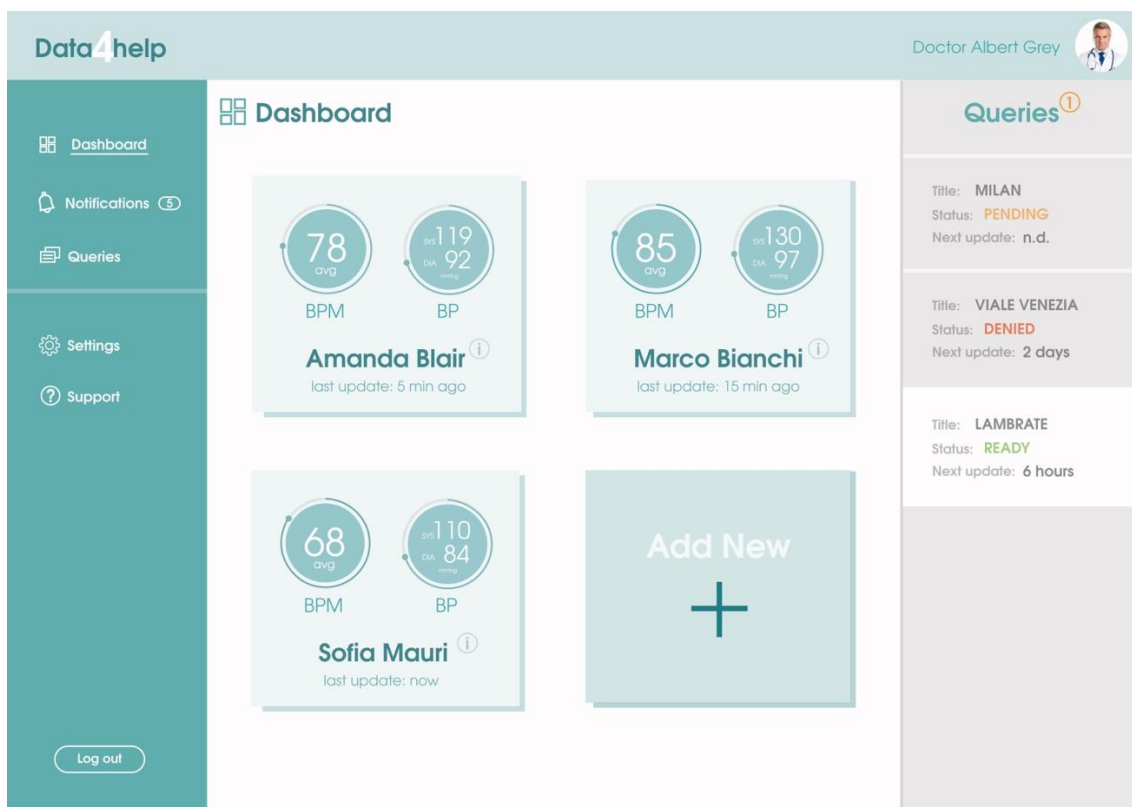 Data4help
Doctor Albert Grey
Dashboard
Notifications 5
Queries
Settings
Support
Log out
Dashboard
78
avg
BPM
SYS 119
DIA 92
mmHg
BP
Amanda Blair i
last update: 5 min ago
85
avg
BPM
SYS 130
DIA 97
mmHg
BP
Marco Bianchi i
last update: 15 min ago
68
avg
BPM
SYS 110
DIA 84
mmHg
BP
Sofia Mauri i
last update: now
Add New
Queries 1
Title: MILAN
Status: PENDING
Next update: n.d.
Title: VIALE VENEZIA
Status: DENIED
Next update: 2 days
Title: LAMBRATE
Status: READY
Next update: 6 hours